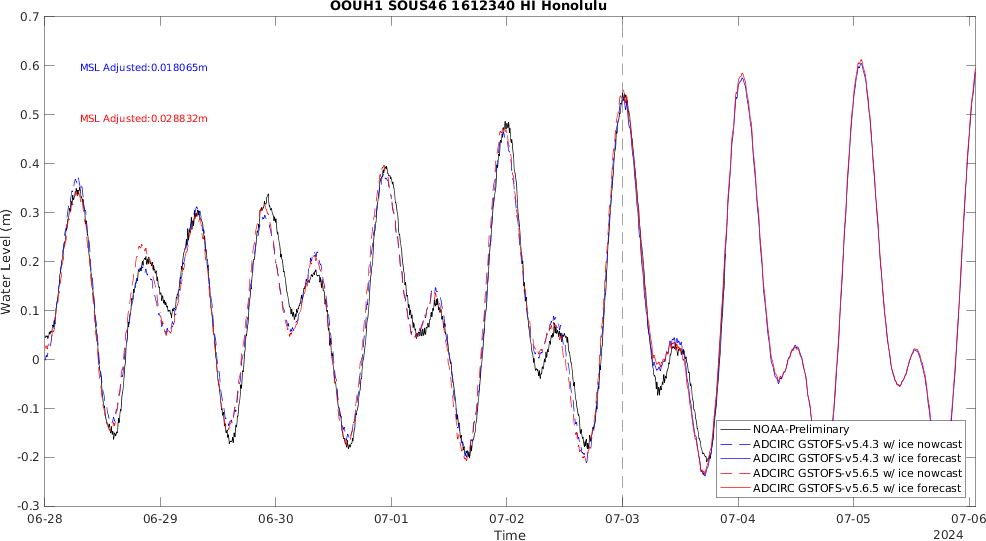 OOUH1 SOUS46 1612340 HI Honolulu
0.7
0.6
0.5
0.4
0.3
0.2
0.1
0
-0.1
-0.2
-0.3
Water Level (m)
MSL Adjusted:0.018065m
MSL Adjusted:0.028832m
NOAA-Preliminary
ADCIRC GSTOFS-v5.4.3 w/ ice nowcast
ADCIRC GSTOFS-v5.4.3 w/ ice forecast
ADCIRC GSTOFS-v5.6.5 w/ ice nowcast
ADCIRC GSTOFS-v5.6.5 w/ ice forecast
06-28 06-29 06-30 07-01 07-02 07-03 07-04 07-05 07-06
Time
2024